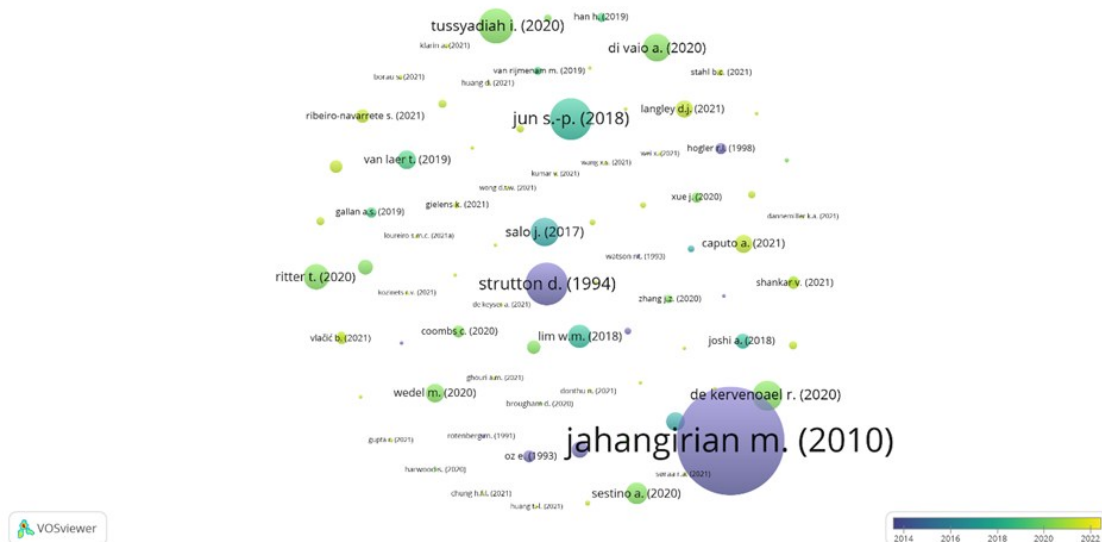 tussyadiah i. (2020)
han h. (2019)
klarin a. (2021)
di vaio a. (2020)
borau s. (2021)
van rijmenam m. (2019)
huang d. (2021)
stahl b.c. (2021)
ribeiro-navarrete s. (2021)
jun s.-p. (2018)
langley d.j. (2021)
van laer t. (2019)
wei x. (2021)
hogler r.l. (1998)
wang x.s. (2021)
kumar v. (2021)
wong d.t.w. (2021)
gallan a.s. (2019)
gielens k. (2021)
xue j. (2020)
dannemiller k.a. (2021)
loureiro s.m.c. (2021a)
salo j. (2017)
caputo a. (2021)
watson mt. (1993)
ritter t. (2020)
strutton d. (1994)
shankar v. (2021)
kozinets r.v. (2021)
de keyser a. (2021)
zhang j.z. (2020)
vlačić b. (2021)
coombs c. (2020)
lim w.m. (2018)
joshi a. (2018)
ghouri a.m. (2021)
wedel m. (2020)
donthu n. (2021)
brougham d. (2020)
de kervenoael r. (2020)
gupta s. (2021)
rotenberg m. (1991)
jahangirian m. (2010)
oz e. (1993)
harwood s. (2020)
chung h.f.l. (2021)
sestino a. (2020)
huang t.-l. (2021)
VOSviewer
2014 2016 2018 2020 2022